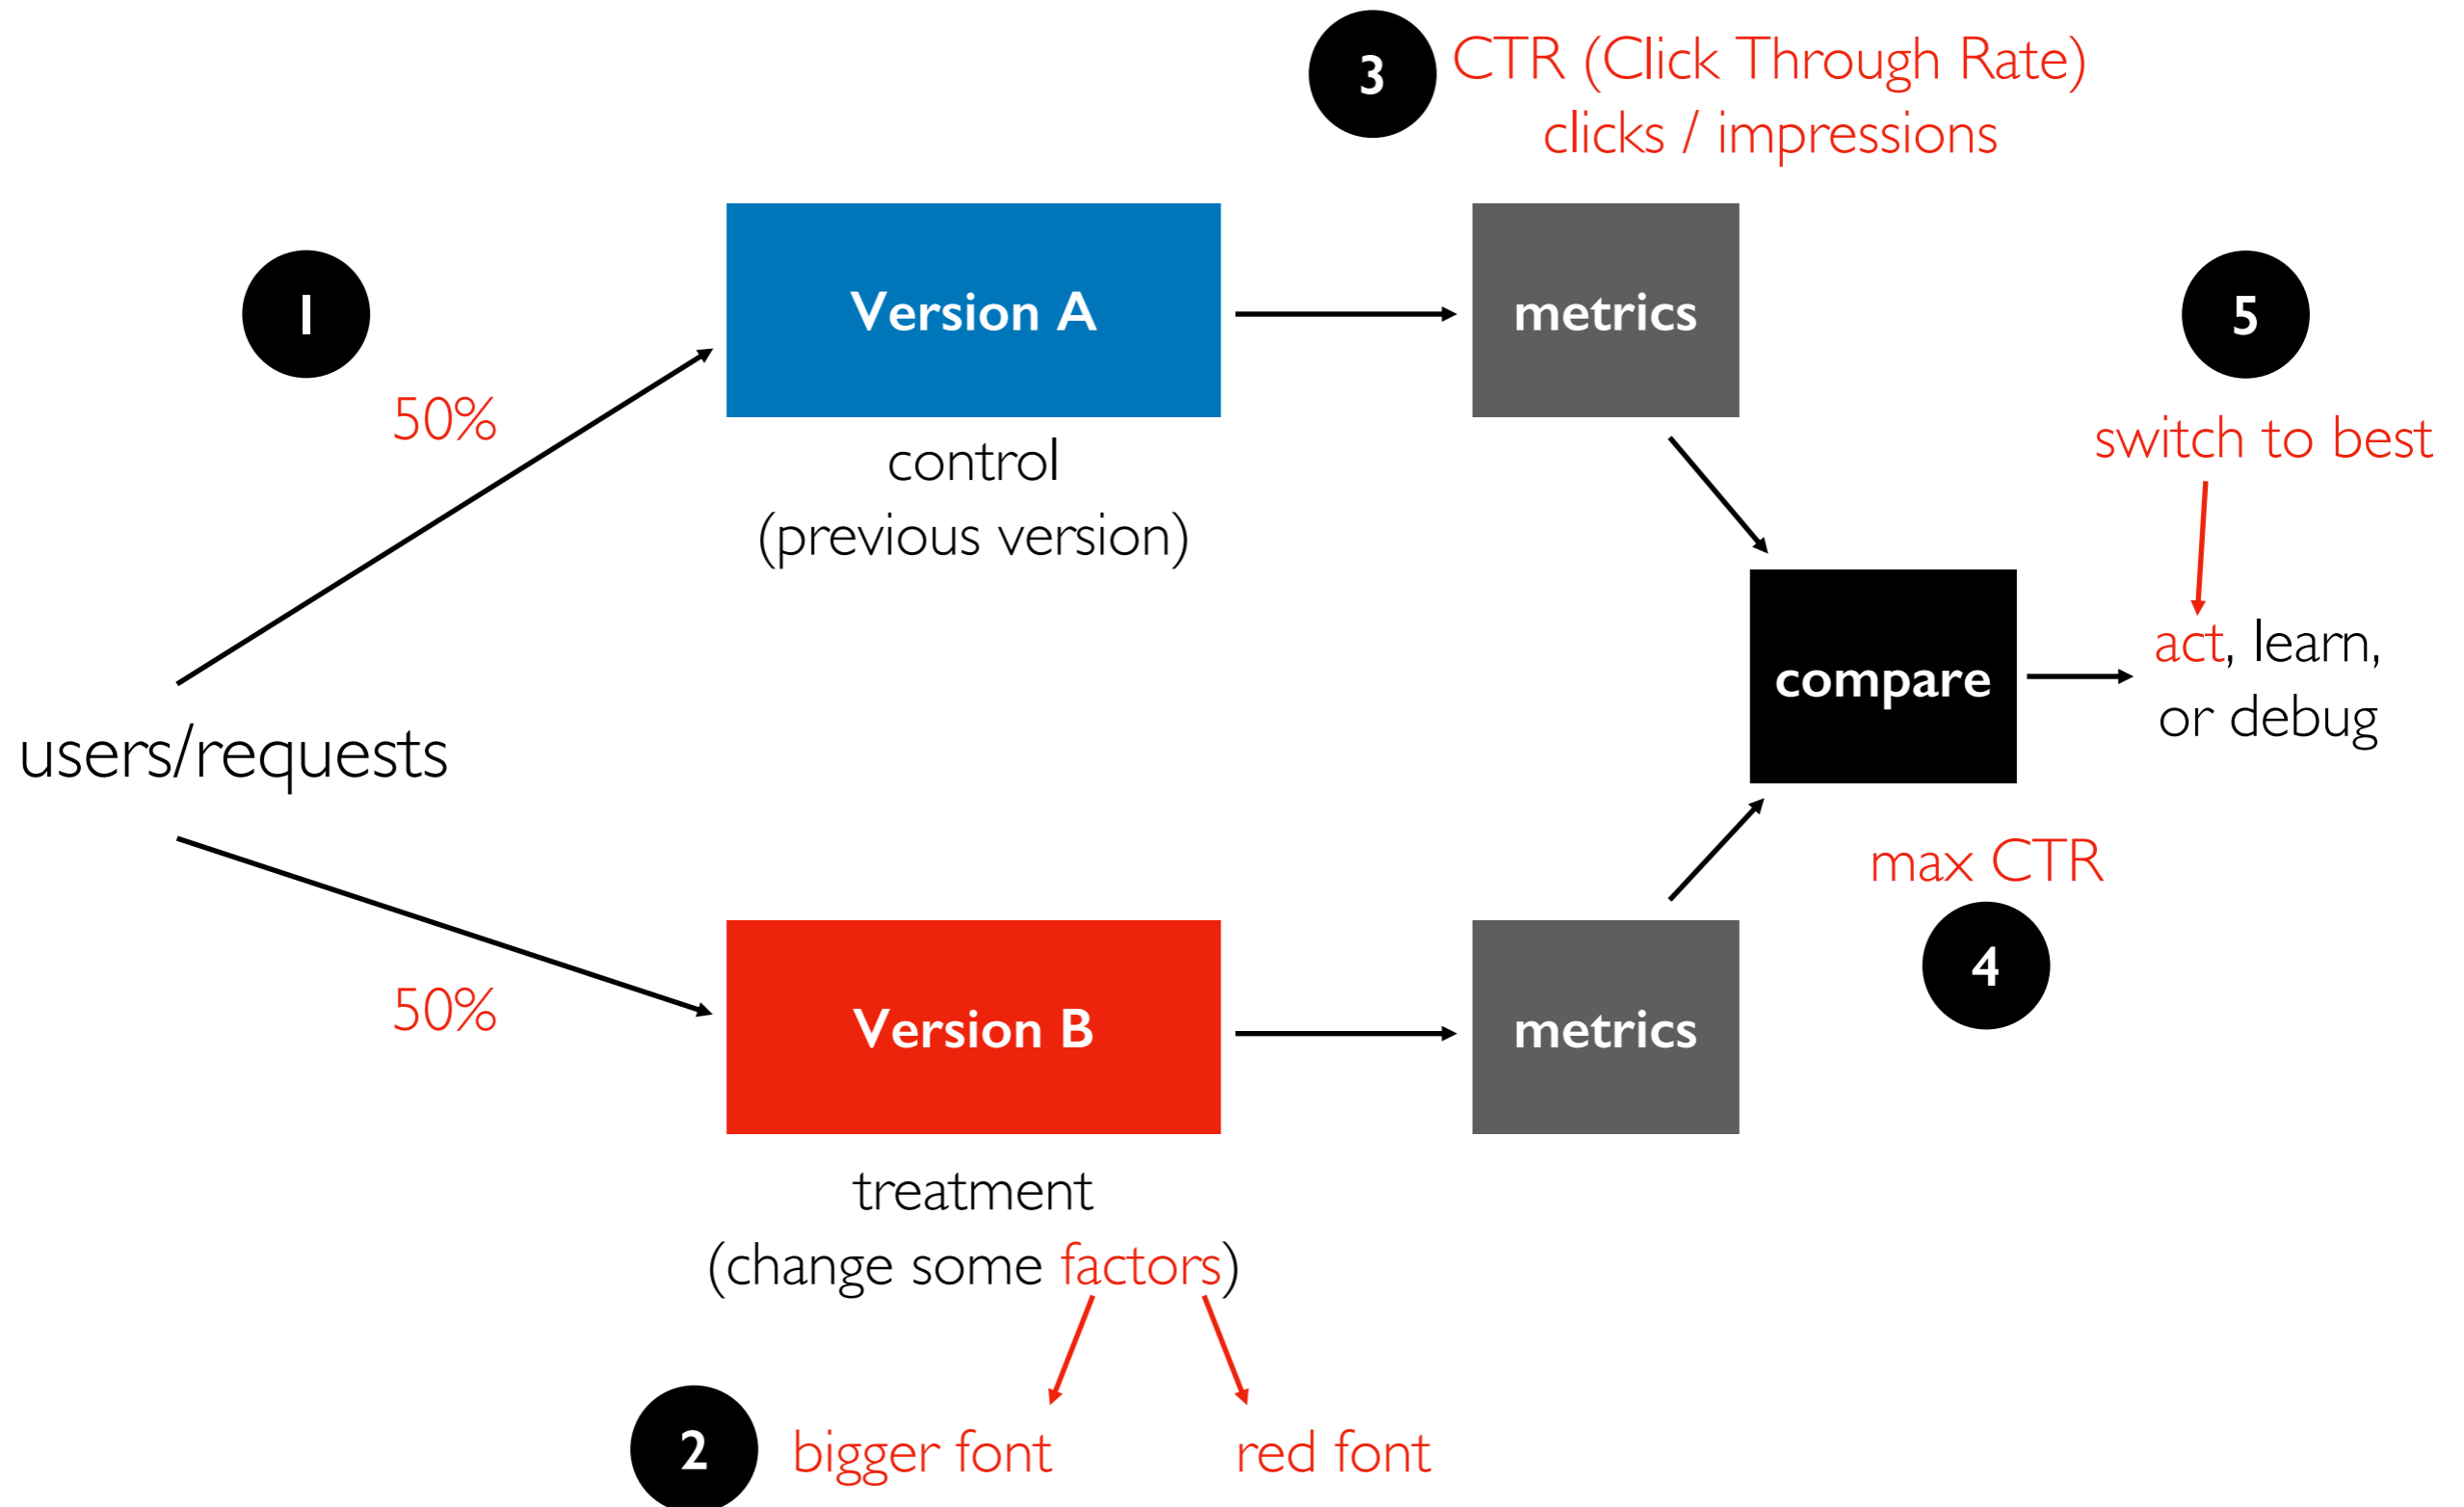 3
CTR (Click Through Rate)
clicks / impressions
1
50%
Version A
metrics
5
control
(previous version)
switch to best
users/requests
compare
act, learn,
or debug
max CTR
4
50%
Version B
metrics
treatment
(change some factors)
2
bigger font
red font